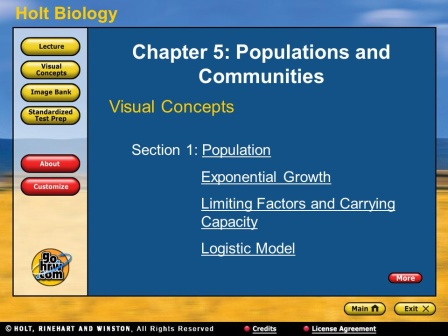 Holt Biology
Lecture
Visual
Concepts
Image Bank
Standardized
Test Prep
About
Customize
go.
hrw
.com
Chapter 5: Populations and
Communities
Visual Concepts
Section 1: Population
Exponential Growth
Limiting Factors and Carrying
Capacity
Logistic Model
More
Main
Exit
© HOLT, RINEHART AND WINSTON, All Rights Reserved
Credits
License Agreement